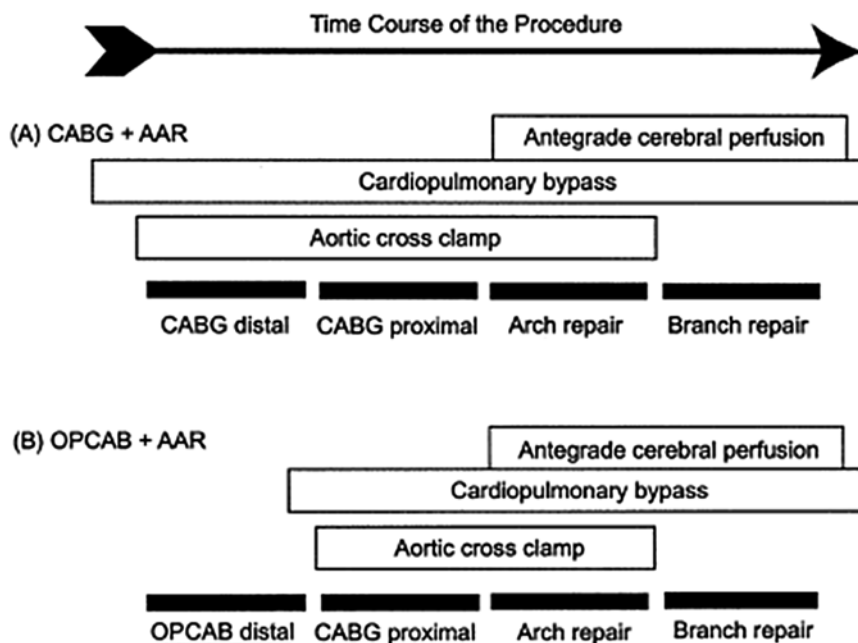 Time Course of the Procedure
(A) CABG + AAR
Antegrade cerebral perfusion
Cardiopulmonary bypass
Aortic cross clamp
CABG distal CABG proximal Arch repair Branch repair
(B) OPCAB + AAR
Antegrade cerebral perfusion
Cardiopulmonary bypass
Aortic cross clamp
OPCAB distal CABG proximal Arch repair Branch repair